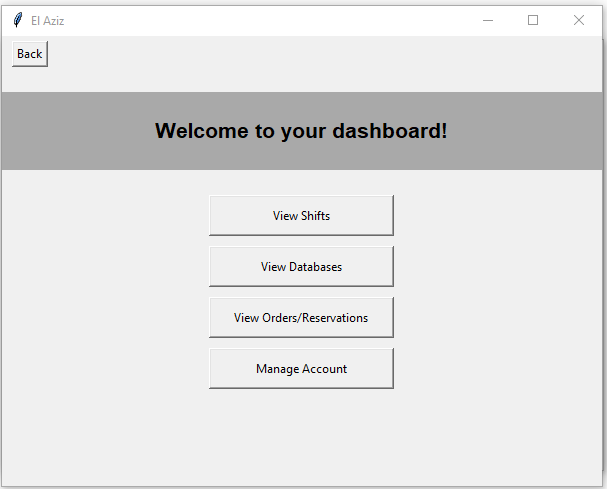 El Aziz
Back
Welcome to your dashboard!
View Shifts
View Databases
View Orders/Reservations
Manage Account